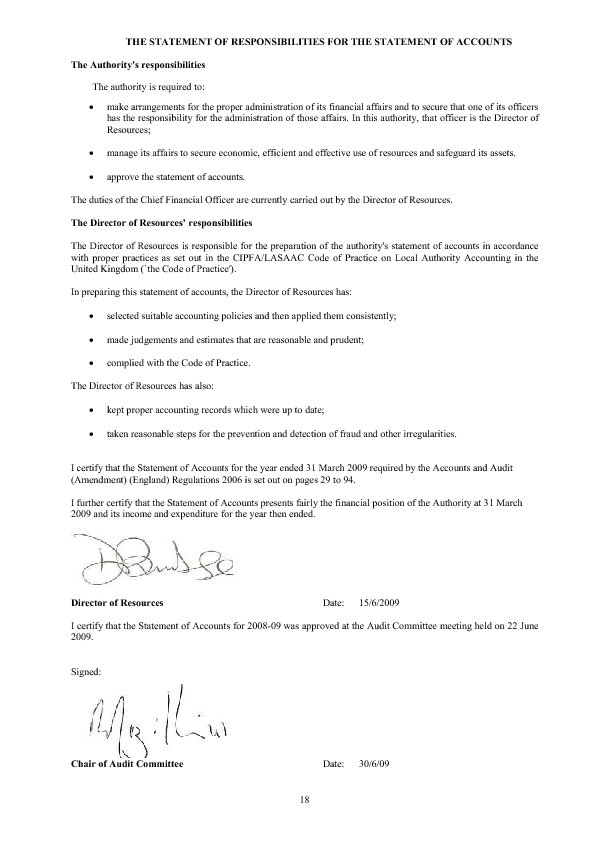 THE STATEMENT OF RESPONSIBILITIES FOR THE STATEMENT OF ACCOUNTS
The Authority's responsibilities
The authority is required to:
• make arrangements for the proper administration of its financial affairs and to secure that one of its officers
has the responsibility for the administration of those affairs. In this authority, that officer is the Director of
Resources;
• manage its affairs to secure economic, efficient and effective use of resources and safeguard its assets.
• approve the statement of accounts.
The duties of the Chief Financial Officer are currently carried out by the Director of Resources.
The Director of Resources' responsibilities
The Director of Resources is responsible for the preparation of the authority's statement of accounts in accordance
with proper practices as set out in the CIPFA/LASAAC Code of Practice on Local Authority Accounting in the
United Kingdom (`the Code of Practice').
In preparing this statement of accounts, the Director of Resources has:
• selected suitable accounting policies and then applied them consistently;
• made judgements and estimates that are reasonable and prudent;
• complied with the Code of Practice.
The Director of Resources has also:
• kept proper accounting records which were up to date;
• taken reasonable steps for the prevention and detection of fraud and other irregularities.
I certify that the Statement of Accounts for the year ended 31 March 2009 required by the Accounts and Audit
(Amendment) (England) Regulations 2006 is set out on pages 29 to 94.
I further certify that the Statement of Accounts presents fairly the financial position of the Authority at 31 March
2009 and its income and expenditure for the year then ended.
Director of Resources Date: 15/6/2009
I certify that the Statement of Accounts for 2008-09 was approved at the Audit Committee meeting held on 22 June
2009.
Signed:
Chair of Audit Committee Date: 30/6/09
18